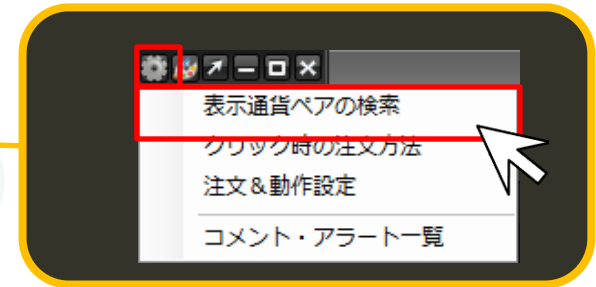 表示通貨ペアの検索
クリック時の注文方法
注文&動作設定
コメント・アラート一覧